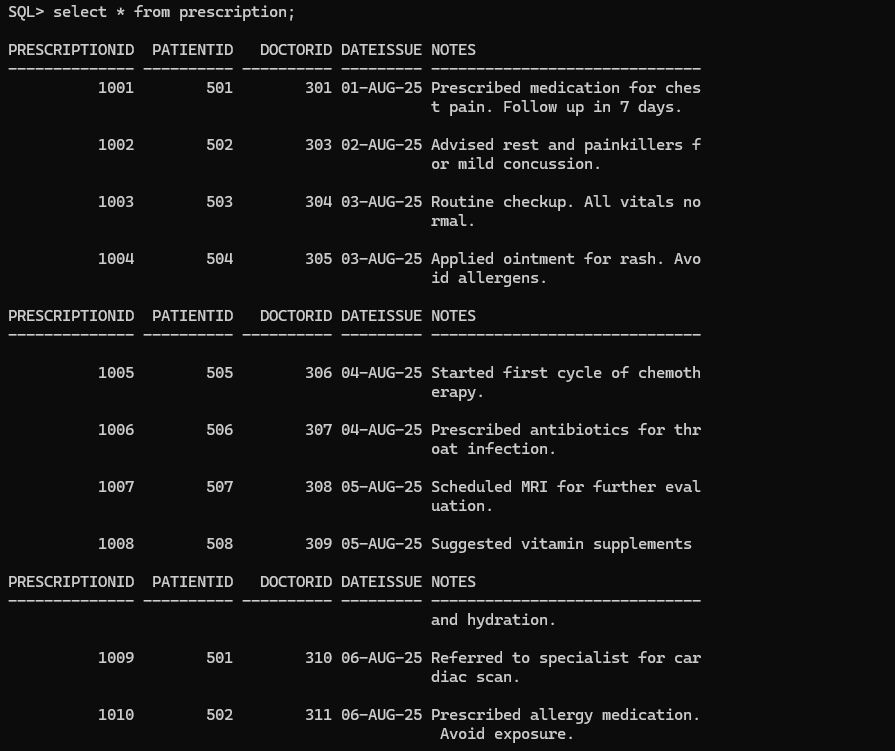 SQL> select * from prescription;
PRESCRIPTIONID  PATIENTID   DOCTORID DATEISSUE NOTES
-------------- ---------- ---------- --------- ------------------------------
          1001        501        301 01-AUG-25 Prescribed medication for ches
                                               t pain. Follow up in 7 days.
          1002        502        303 02-AUG-25 Advised rest and painkillers f
                                               or mild concussion.
          1003        503        304 03-AUG-25 Routine checkup. All vitals no
                                               rmal.
          1004        504        305 03-AUG-25 Applied ointment for rash. Avo
                                               id allergens.
PRESCRIPTIONID  PATIENTID   DOCTORID DATEISSUE NOTES
-------------- ---------- ---------- --------- ------------------------------
          1005        505        306 04-AUG-25 Started first cycle of chemoth
                                               erapy.
          1006        506        307 04-AUG-25 Prescribed antibiotics for thr
                                               oat infection.
          1007        507        308 05-AUG-25 Scheduled MRI for further eval
                                               uation.
          1008        508        309 05-AUG-25 Suggested vitamin supplements
PRESCRIPTIONID  PATIENTID   DOCTORID DATEISSUE NOTES
-------------- ---------- ---------- --------- ------------------------------
                                               and hydration.
          1009        501        310 06-AUG-25 Referred to specialist for car
                                               diac scan.
          1010        502        311 06-AUG-25 Prescribed allergy medication.
                                                Avoid exposure.